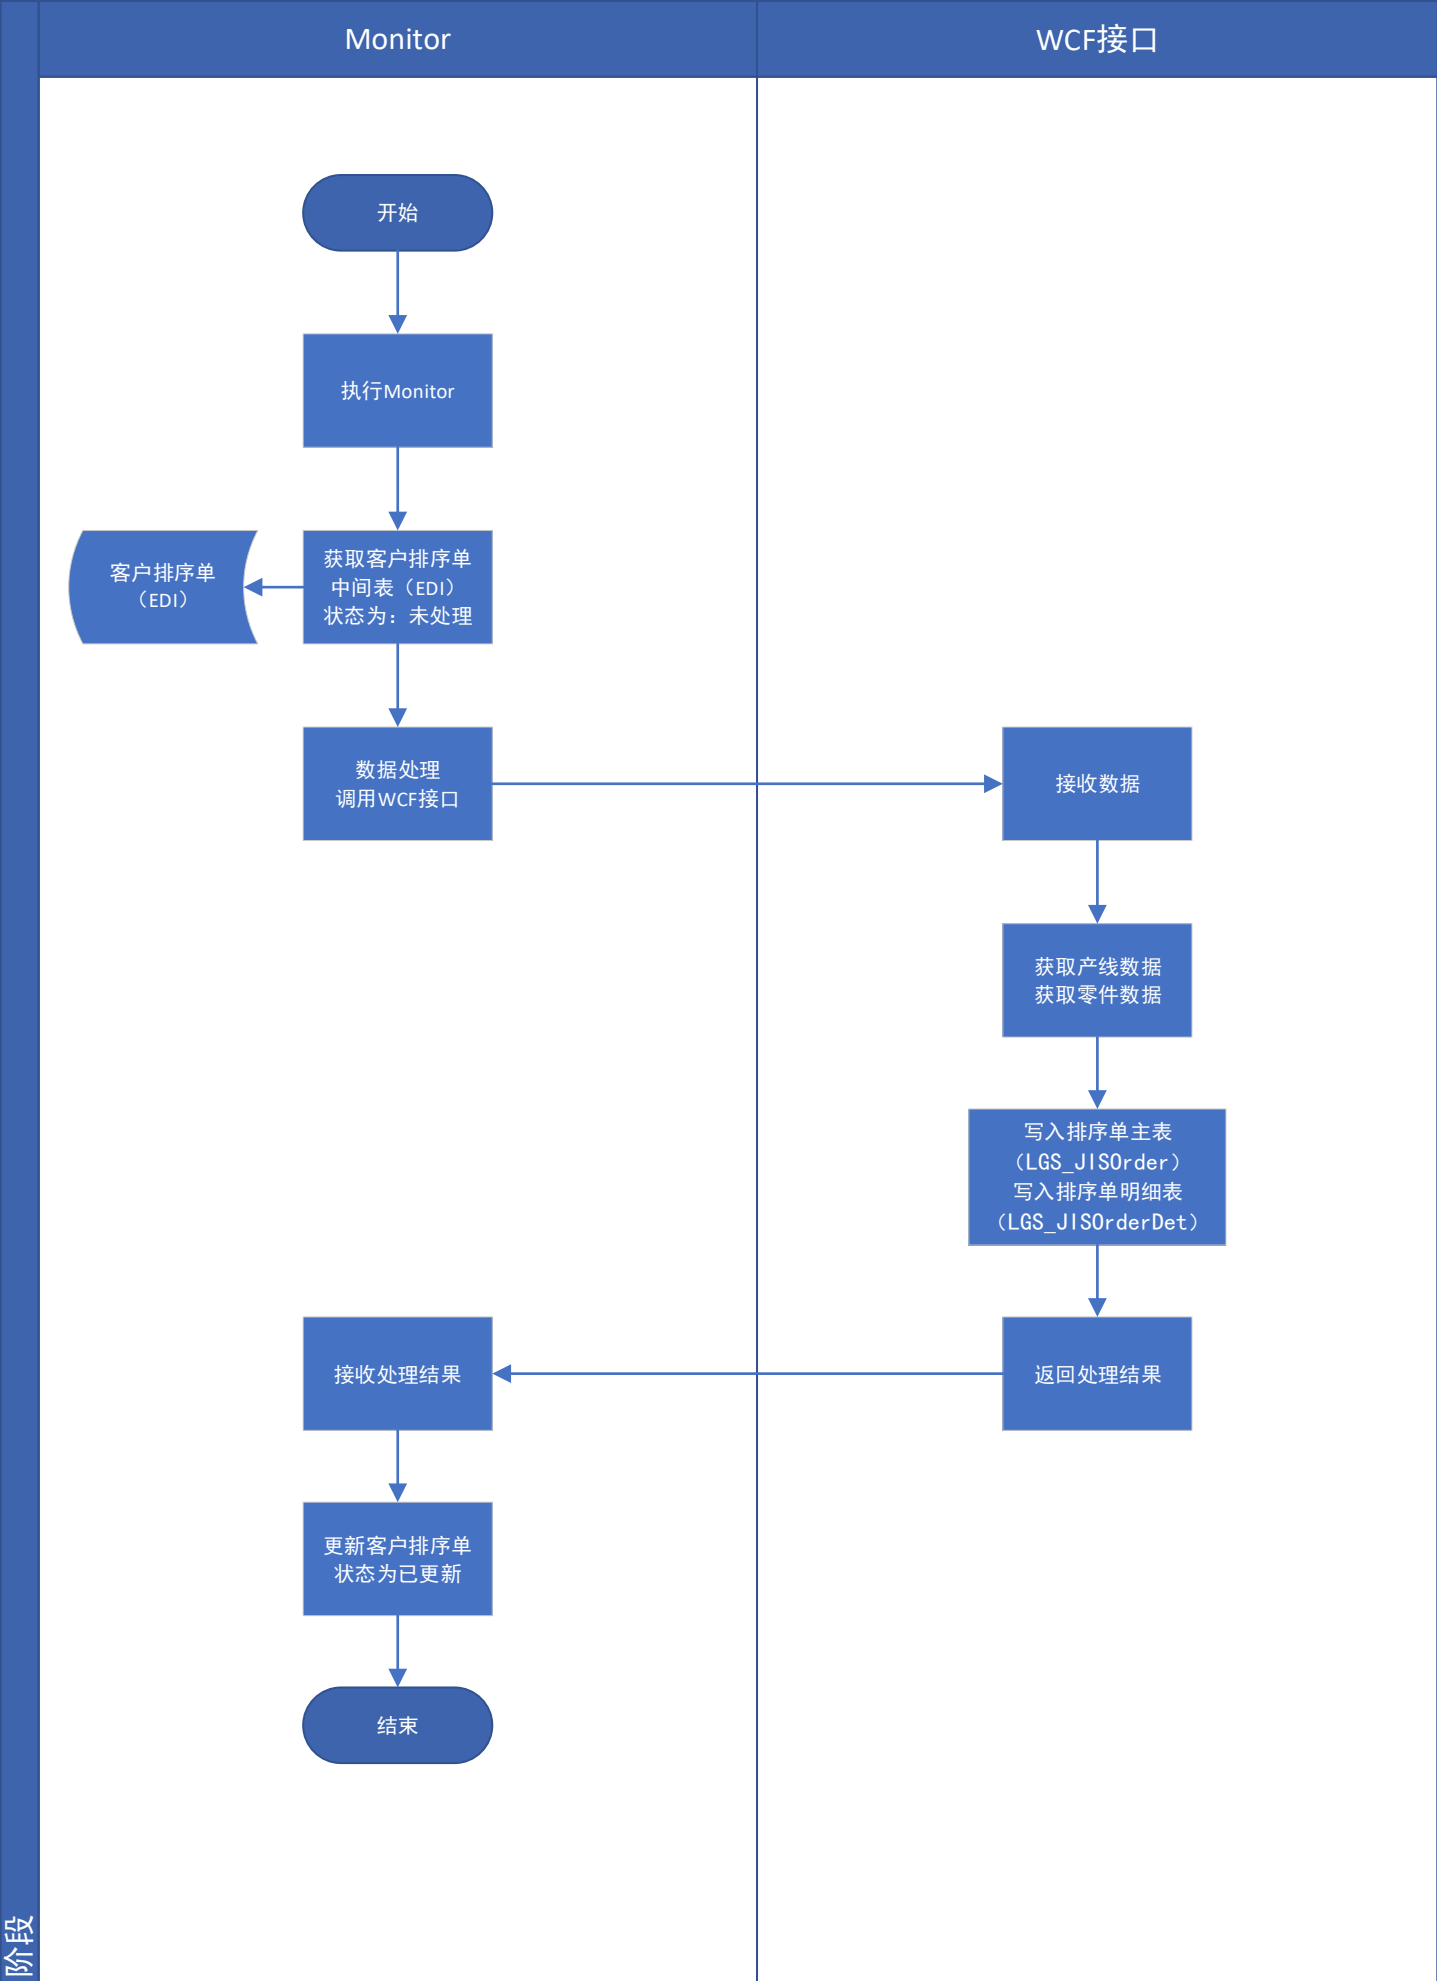 Monitor
WCF接口
开始
执行Monitor
获取客户排序单
中间表（EDI）
状态为：未处理
客户排序单
（EDI）
数据处理
调用WCF接口
接收数据
获取产线数据
获取零件数据
写入排序单主表
（LGS_JISOrder）
写入排序单明细表
（LGS_JISOrderDet）
返回处理结果
接收处理结果
更新客户排序单
状态为已更新
结束
阶段